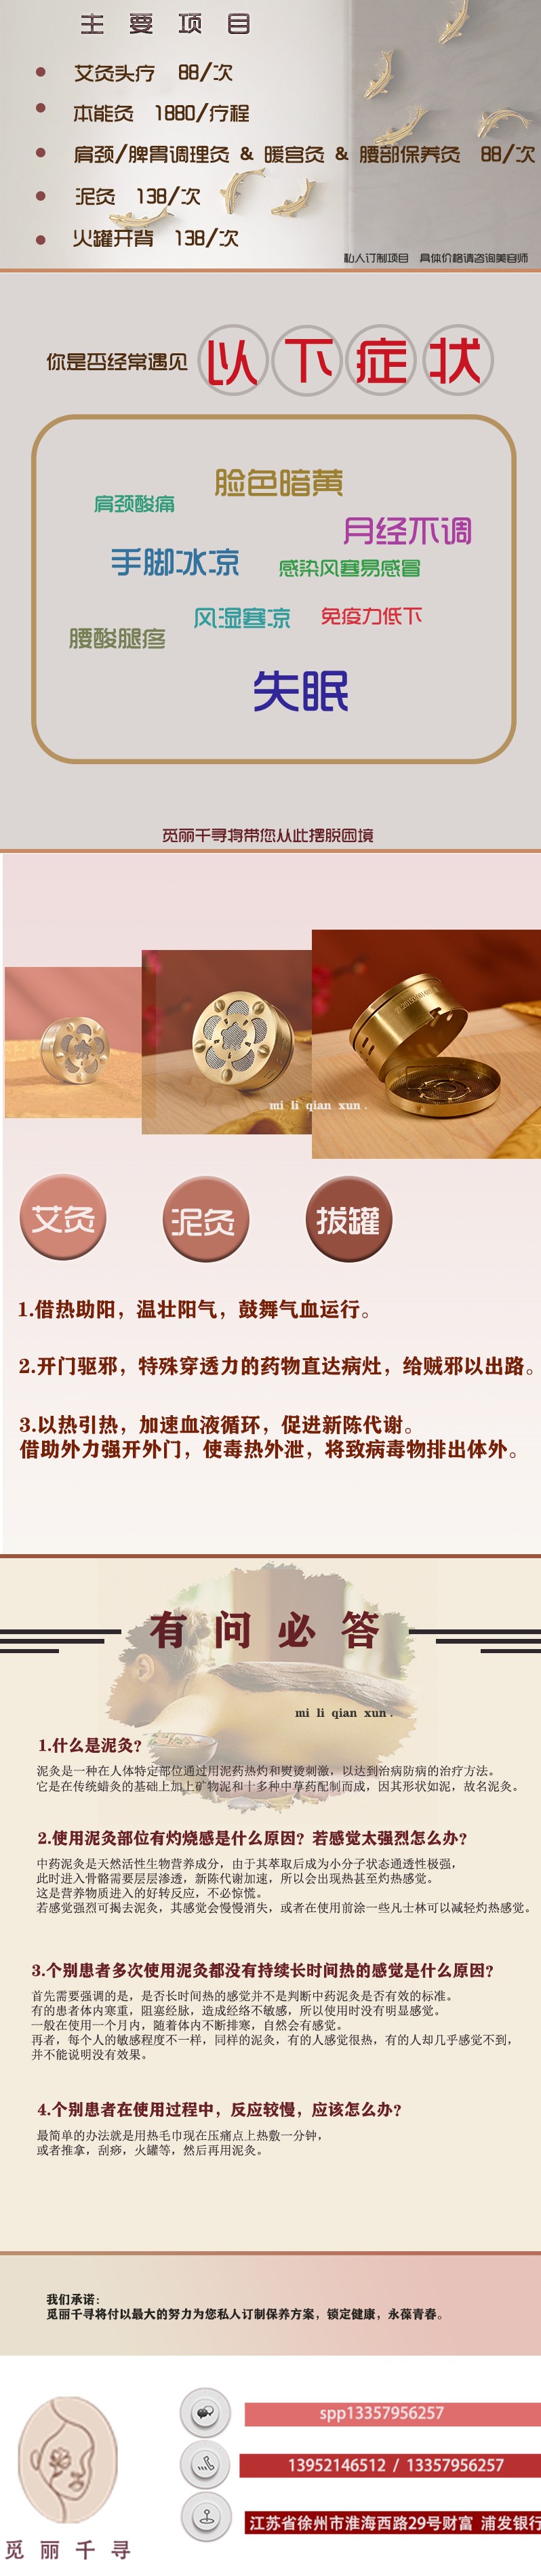 主要项目
艾灸头疗 88/次
本能灸 1880/疗程
肩颈/脾胃调理灸 & 暖宫灸 & 腰部保养灸 88/次
泥灸 138/次
火罐开背 138/次
私人订制项目 具体价格请咨询美容师
你是否经常遇见 以下症状
脸色暗黄
肩颈酸痛
月经不调
手脚冰凉
感染风寒易感冒
风湿寒凉
免疫力低下
腰酸腿疼
失眠
觅丽千寻将带您从此摆脱困境
mi li qian xun .
艾灸 泥灸 拔罐
1.借热助阳，温壮阳气，鼓舞气血运行。
2.开门驱邪，特殊穿透力的药物直达病灶，给贼邪以出路。
3.以热引热，加速血液循环，促进新陈代谢。
借助外力强开外门，使毒热外泄，将致病毒物排出体外。
有问必答
mi li qian xun .
1.什么是泥灸？
泥灸是一种在人体特定部位通过用泥药热灼和熨烫刺激，以达到治病防病的治疗方法。
它是在传统蜡灸的基础上加上矿物泥和十多种中草药配制而成，因其形状如泥，故名泥灸。
2.使用泥灸部位有灼烧感是什么原因？若感觉太强烈怎么办？
中药泥灸是天然活性生物营养成分，由于其萃取后成为小分子状态通透性极强，
此时进入骨骼需要层层渗透，新陈代谢加速，所以会出现热甚至灼热感觉。
这是营养物质进入的好转反应，不必惊慌。
若感觉强烈可揭去泥灸，其感觉会慢慢消失，或者在使用前涂一些凡士林可以减轻灼热感觉。
3.个别患者多次使用泥灸都没有持续长时间热的感觉是什么原因？
首先需要强调的是，是否长时间热的感觉并不是判断中药泥灸是否有效的标准。
有的患者体内寒重，阻塞经脉，造成经络不敏感，所以使用时没有明显感觉。
一般在使用一个月内，随着体内不断排寒，自然会有感觉。
再者，每个人的敏感程度不一样，同样的泥灸，有的人感觉很热，有的人却几乎感觉不到，
并不能说明没有效果。
4.个别患者在使用过程中，反应较慢，应该怎么办？
最简单的办法就是用热毛巾现在压痛点上热敷一分钟，
或者推拿，刮痧，火罐等，然后再用泥灸。
我们承诺：
觅丽千寻将付以最大的努力为您私人订制保养方案，锁定健康，永葆青春。
spp13357956257
13952146512 / 13357956257
江苏省徐州市淮海西路29号财富 浦发银行
觅丽千寻